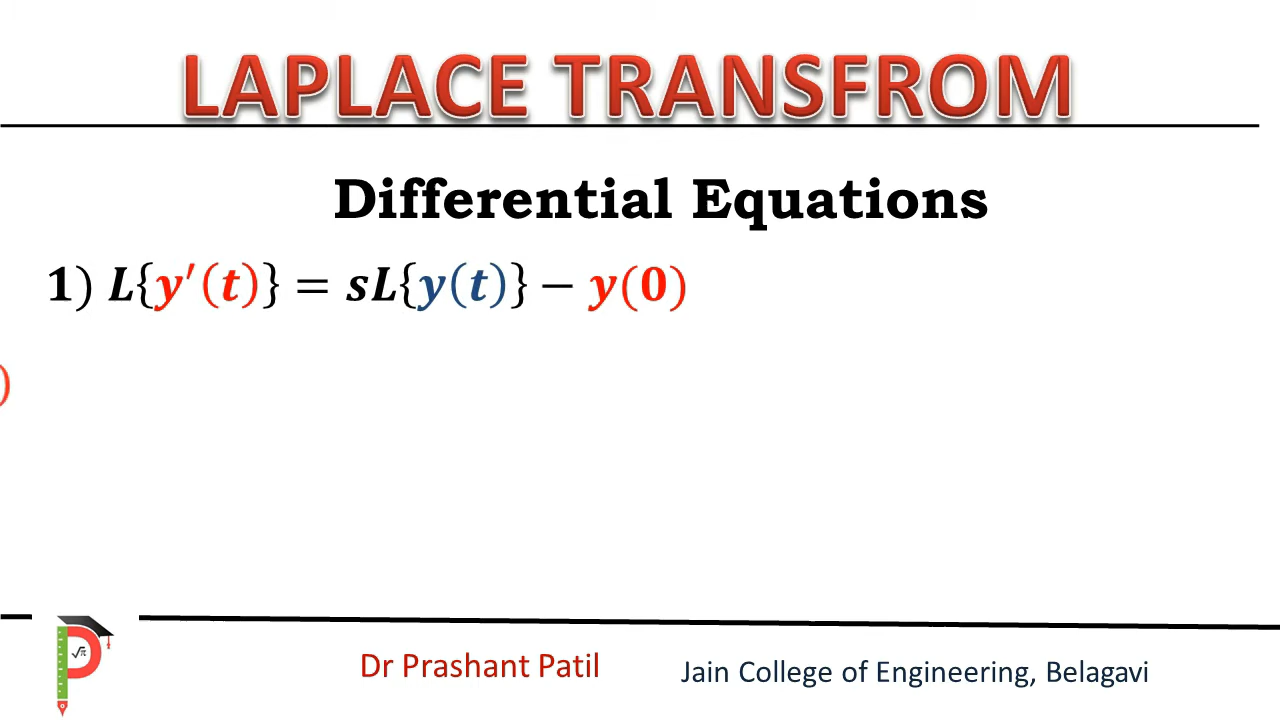 LAPLACE TRANSFROM
Differential Equations
1) L{y′(t)} = sL{y(t)} − y(0)
)
√π
Dr Prashant Patil
Jain College of Engineering, Belagavi